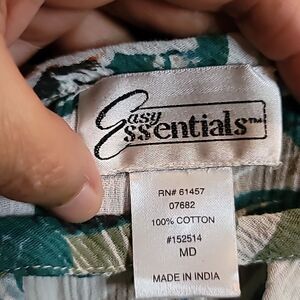 Easy
Essentials™
RN# 61457
07682
100% COTTON
#152514
MD
MADE IN INDIA